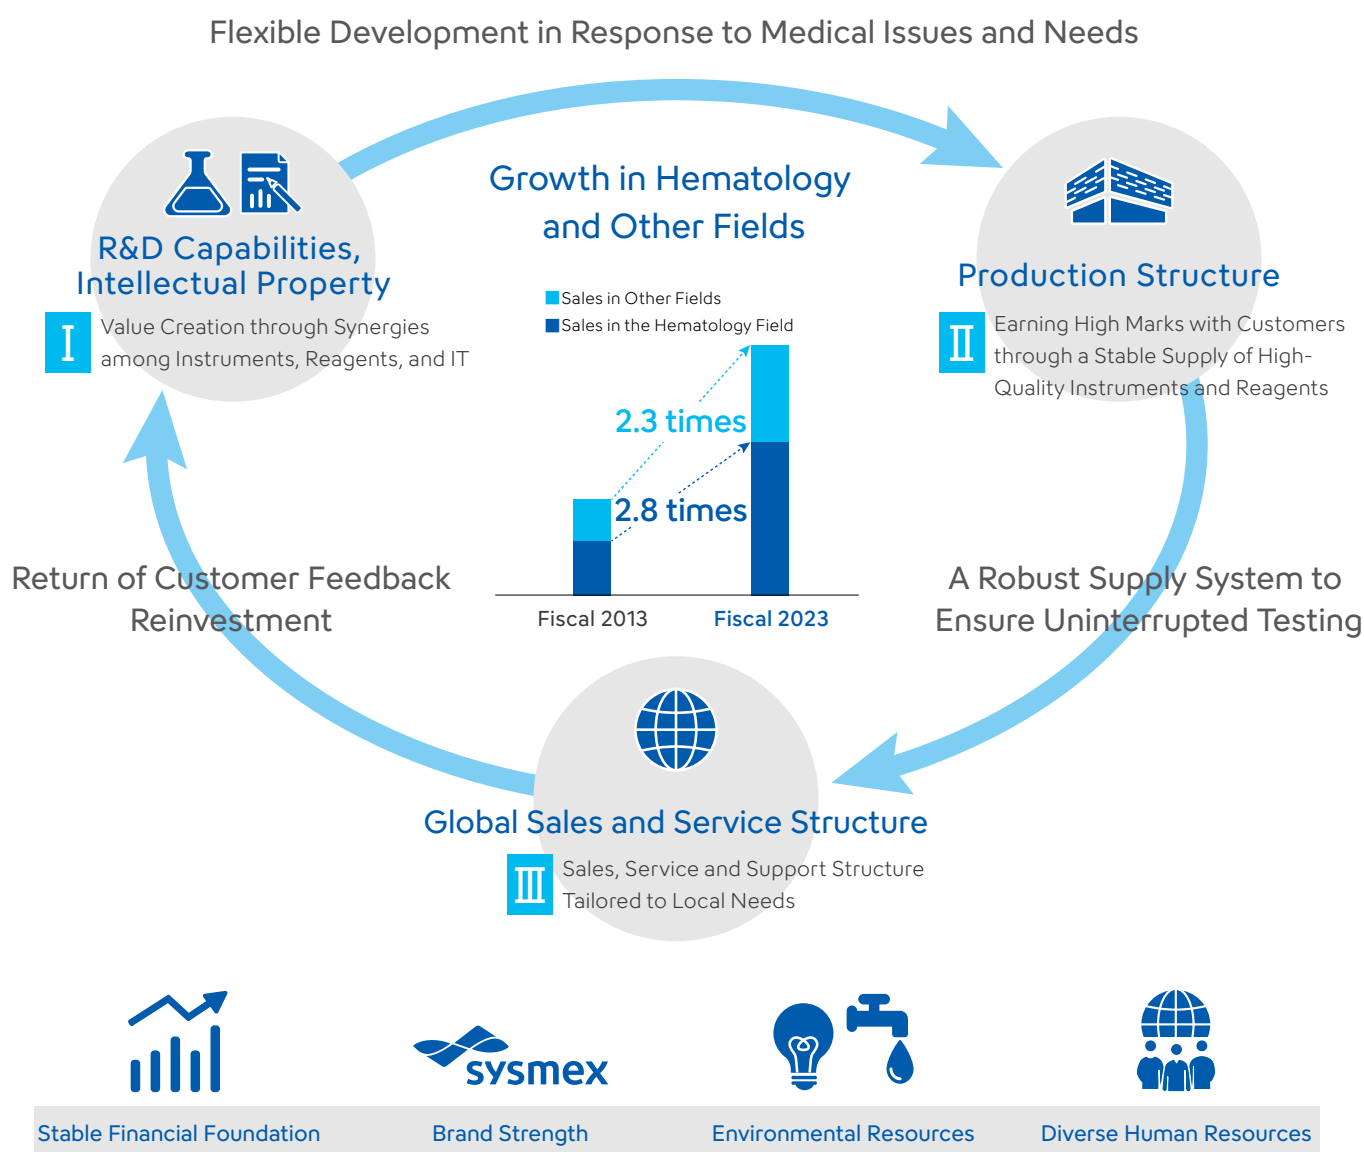 Flexible Development in Response to Medical Issues and Needs
R&D Capabilities,
Intellectual Property
I
Value Creation through Synergies
among Instruments, Reagents, and IT
Growth in Hematology
and Other Fields
Sales in Other Fields
Sales in the Hematology Field
2.3 times
2.8 times
Fiscal 2013
Fiscal 2023
Production Structure
II
Earning High Marks with Customers
through a Stable Supply of High-
Quality Instruments and Reagents
Return of Customer Feedback
Reinvestment
A Robust Supply System to
Ensure Uninterrupted Testing
Global Sales and Service Structure
III
Sales, Service and Support Structure
Tailored to Local Needs
sysmex
Stable Financial Foundation
Brand Strength
Environmental Resources
Diverse Human Resources